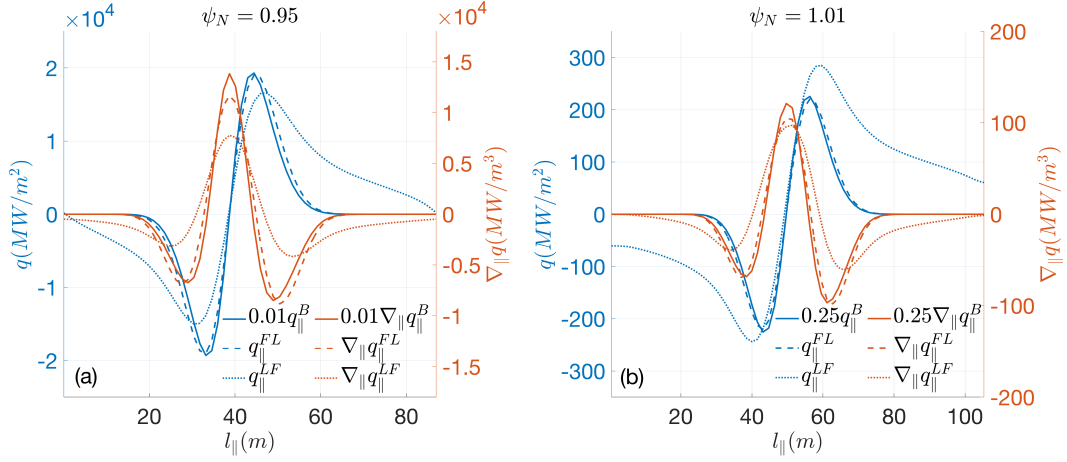 ×10⁴ ψ_N = 0.95 ×10⁴
2
1
0
-1
-2
q(MW/m²)
1.5
1
0.5
0
-0.5
-1
-1.5
∇_∥q(MW/m³)
0.01q_∥^B 0.01∇_∥q_∥^B
q_∥^{FL} ∇_∥q_∥^{FL}
q_∥^{LF} ∇_∥q_∥^{LF}
(a)
20 40 60 80
l_∥(m)
ψ_N = 1.01
300
200
100
0
-100
-200
-300
q(MW/m²)
200
100
0
-100
-200
∇_∥q(MW/m³)
0.25q_∥^B 0.25∇_∥q_∥^B
q_∥^{FL} ∇_∥q_∥^{FL}
q_∥^{LF} ∇_∥q_∥^{LF}
(b)
20 40 60 80 100
l_∥(m)